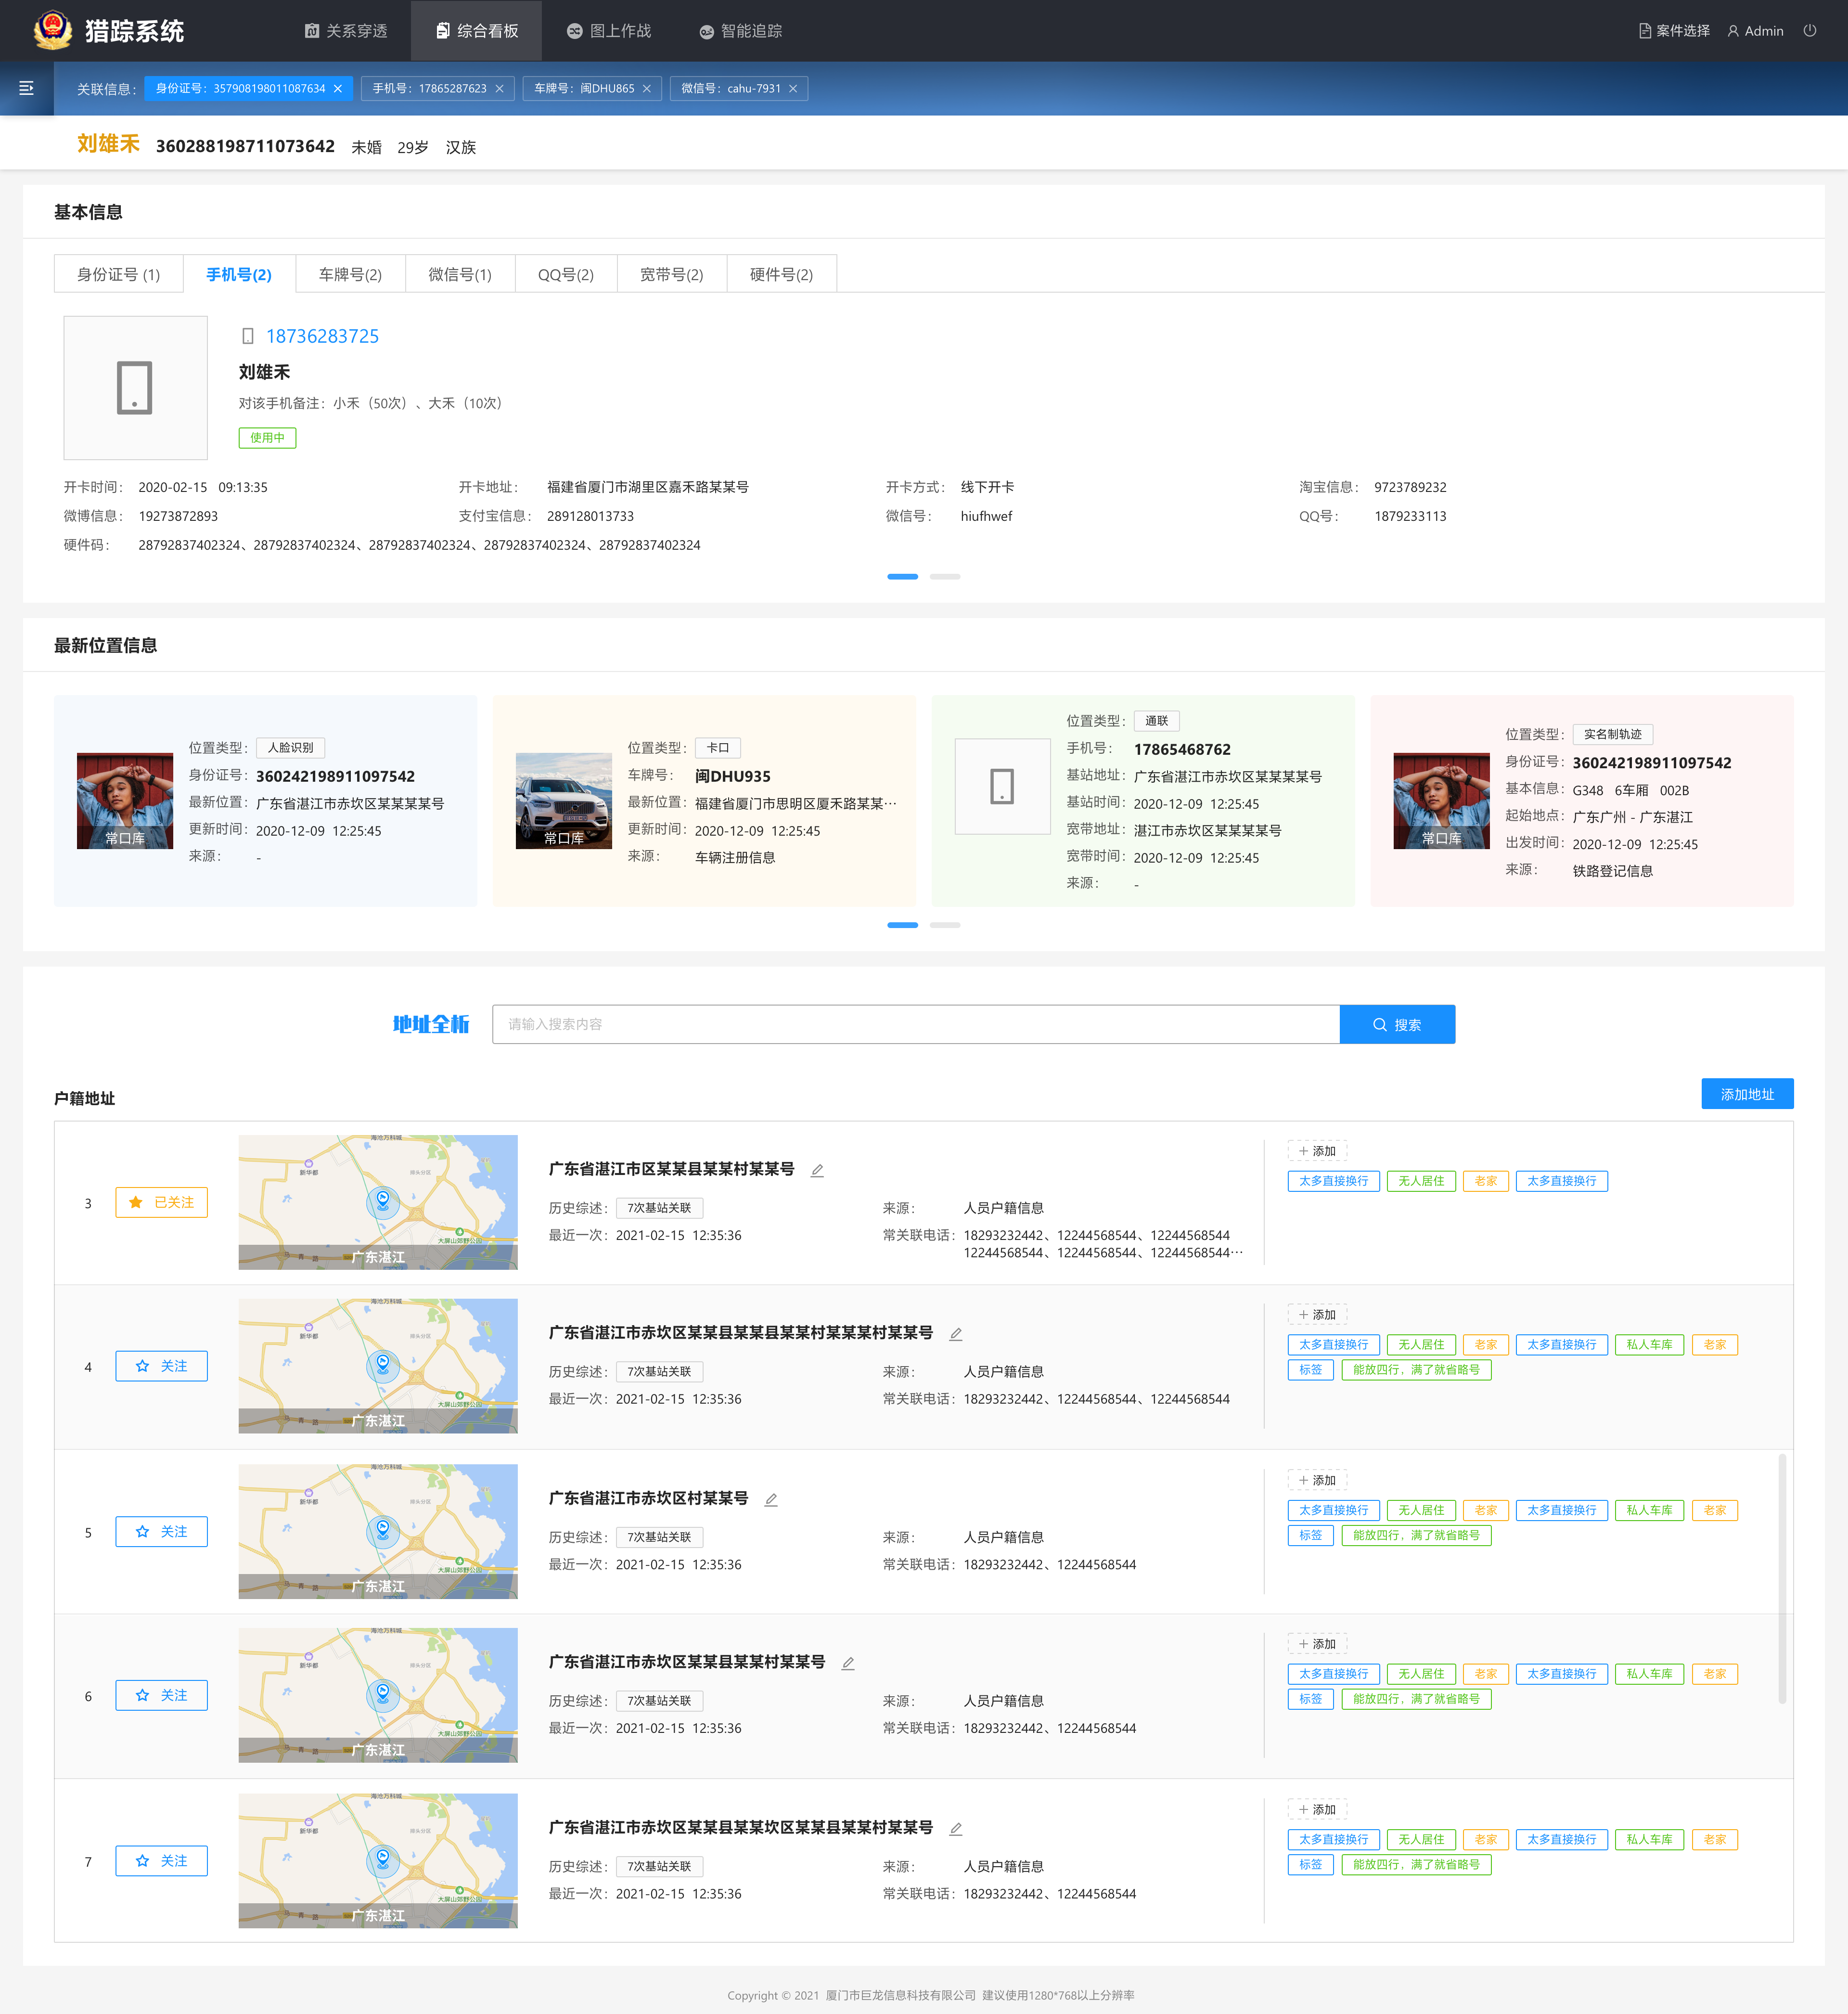 猎踪系统
关系穿透 综合看板 图上作战 智能追踪 案件选择 Admin
关联信息： 身份证号：357908198011087634 手机号：17865287623 车牌号：闽DHU865 微信号：cahu-7931
刘雄禾 360288198711073642 未婚 29岁 汉族
基本信息
身份证号 (1) 手机号(2) 车牌号(2) 微信号(1) QQ号(2) 宽带号(2) 硬件号(2)
18736283725
刘雄禾
对该手机备注：小禾（50次）、大禾（10次）
使用中
开卡时间： 2020-02-15 09:13:35 开卡地址： 福建省厦门市湖里区嘉禾路某某号 开卡方式： 线下开卡 淘宝信息： 9723789232
微博信息： 19273872893 支付宝信息： 289128013733 微信号： hiufhwef QQ号： 1879233113
硬件码： 28792837402324、28792837402324、28792837402324、28792837402324、28792837402324
最新位置信息
常口库
位置类型： 人脸识别
身份证号： 360242198911097542
最新位置： 广东省湛江市赤坎区某某某某号
更新时间： 2020-12-09 12:25:45
来源： -
常口库
位置类型： 卡口
车牌号： 闽DHU935
最新位置： 福建省厦门市思明区厦禾路某某…
更新时间： 2020-12-09 12:25:45
来源： 车辆注册信息
位置类型： 通联
手机号： 17865468762
基站地址： 广东省湛江市赤坎区某某某某号
基站时间： 2020-12-09 12:25:45
宽带地址： 湛江市赤坎区某某某某号
宽带时间： 2020-12-09 12:25:45
来源： -
常口库
位置类型： 实名制轨迹
身份证号： 360242198911097542
基本信息： G348 6车厢 002B
起始地点： 广东广州 - 广东湛江
出发时间： 2020-12-09 12:25:45
来源： 铁路登记信息
地址全析 请输入搜索内容 搜索
户籍地址 添加地址
3 已关注
新华都
大屏山郊野公园
广东湛江
广东省湛江市区某某县某某村某某号
历史综述： 7次基站关联 来源： 人员户籍信息
最近一次： 2021-02-15 12:35:36 常关联电话： 18293232442、12244568544、12244568544
12244568544、12244568544、12244568544…
添加
太多直接换行 无人居住 老家 太多直接换行
4 关注
新华都
大屏山郊野公园
广东湛江
广东省湛江市赤坎区某某县某某县某某村某某某村某某号
历史综述： 7次基站关联 来源： 人员户籍信息
最近一次： 2021-02-15 12:35:36 常关联电话： 18293232442、12244568544、12244568544
添加
太多直接换行 无人居住 老家 太多直接换行 私人车库 老家
标签 能放四行，满了就省略号
5 关注
新华都
大屏山郊野公园
广东湛江
广东省湛江市赤坎区村某某号
历史综述： 7次基站关联 来源： 人员户籍信息
最近一次： 2021-02-15 12:35:36 常关联电话： 18293232442、12244568544
添加
太多直接换行 无人居住 老家 太多直接换行 私人车库 老家
标签 能放四行，满了就省略号
6 关注
新华都
大屏山郊野公园
广东湛江
广东省湛江市赤坎区某某县某某村某某号
历史综述： 7次基站关联 来源： 人员户籍信息
最近一次： 2021-02-15 12:35:36 常关联电话： 18293232442、12244568544
添加
太多直接换行 无人居住 老家 太多直接换行 私人车库 老家
标签 能放四行，满了就省略号
7 关注
新华都
大屏山郊野公园
广东湛江
广东省湛江市赤坎区某某县某某坎区某某县某某村某某号
历史综述： 7次基站关联 来源： 人员户籍信息
最近一次： 2021-02-15 12:35:36 常关联电话： 18293232442、12244568544
添加
太多直接换行 无人居住 老家 太多直接换行 私人车库 老家
标签 能放四行，满了就省略号
Copyright © 2021 厦门市巨龙信息科技有限公司 建议使用1280*768以上分辨率